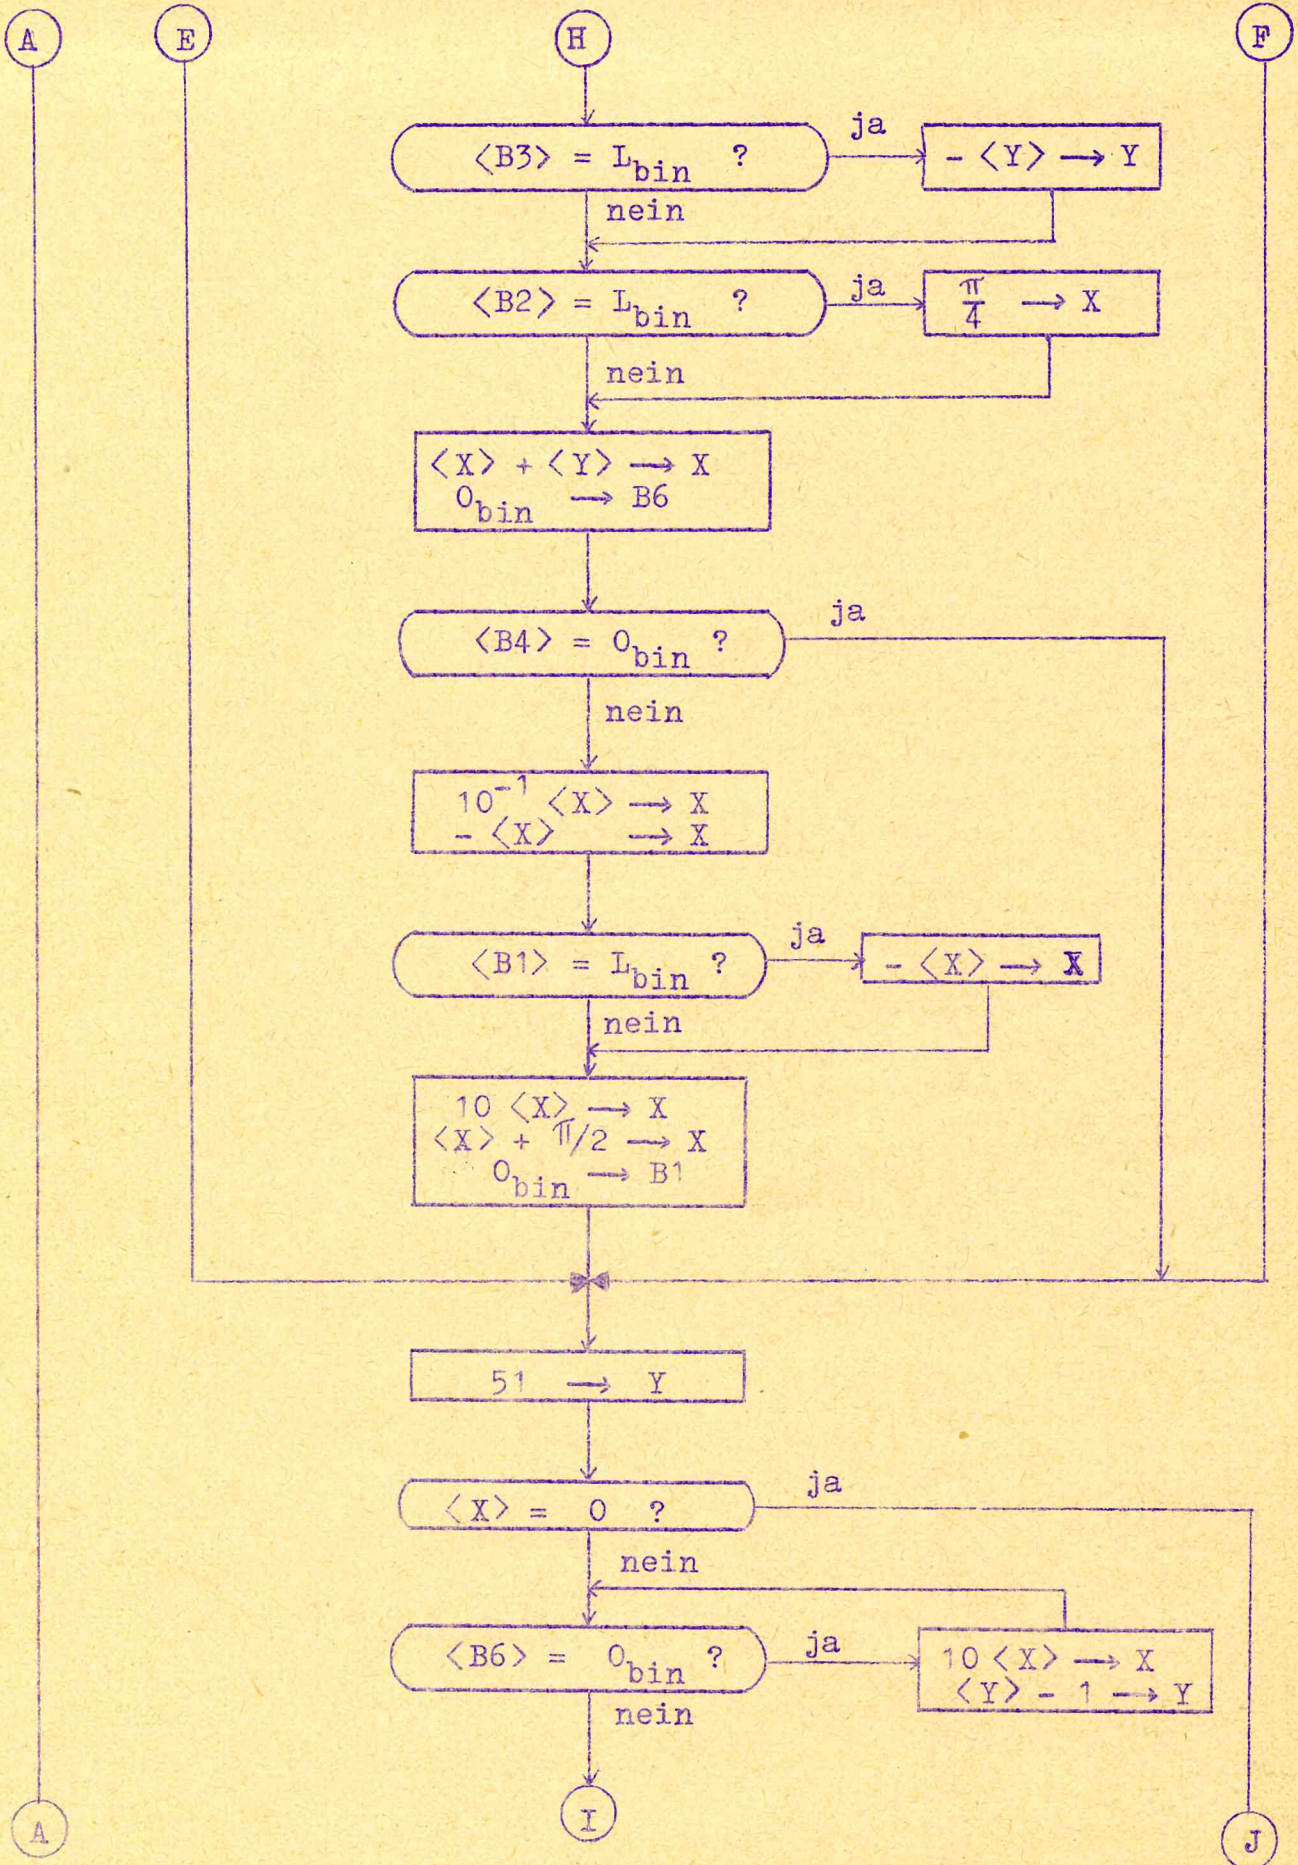 A E H F
ja
⟨B3⟩ = L_bin ?
- ⟨Y⟩ → Y
nein
⟨B2⟩ = L_bin ?
ja
π/4 → X
nein
⟨X⟩ + ⟨Y⟩ → X
0_bin → B6
ja
⟨B4⟩ = 0_bin ?
nein
10⁻¹ ⟨X⟩ → X
- ⟨X⟩ → X
ja
⟨B1⟩ = L_bin ?
- ⟨X⟩ → X
nein
10 ⟨X⟩ → X
⟨X⟩ + π/2 → X
0_bin → B1
51 → Y
ja
⟨X⟩ = 0 ?
nein
⟨B6⟩ = 0_bin ?
ja
10 ⟨X⟩ → X
⟨Y⟩ - 1 → Y
nein
A I J